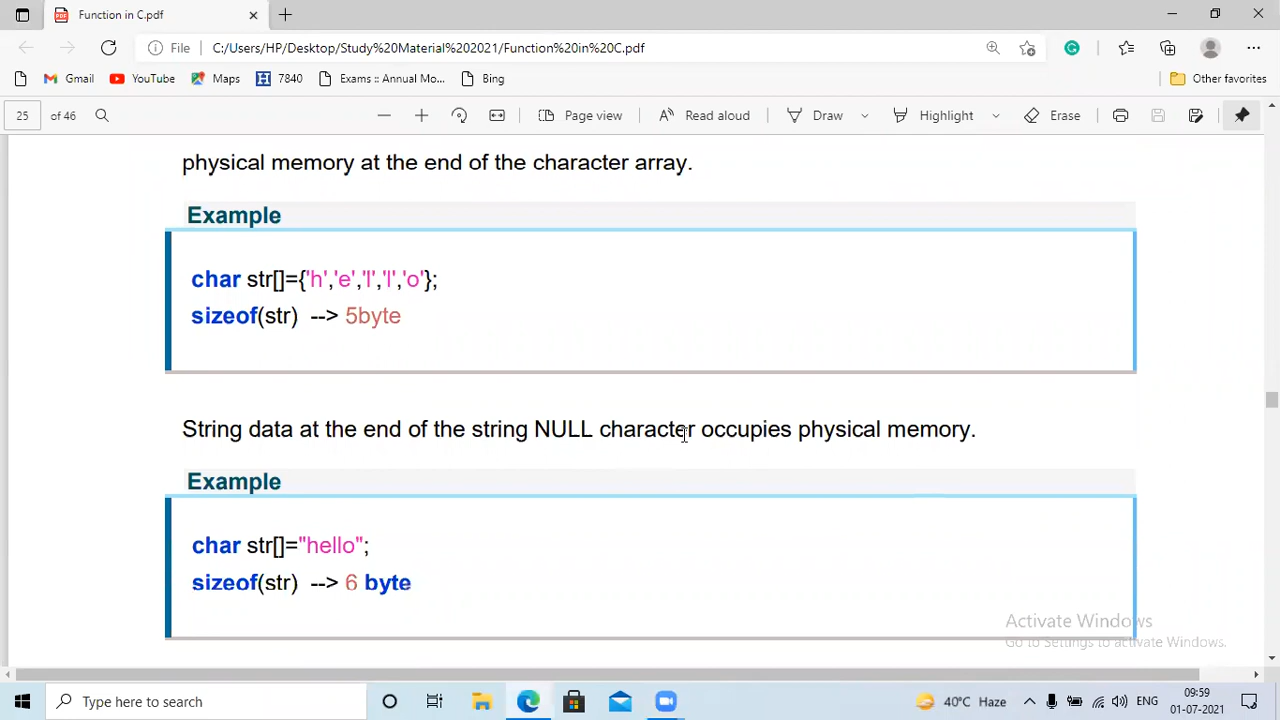 Function in C.pdf
File C:/Users/HP/Desktop/Study%20Material%202021/Function%20in%20C.pdf
Gmail YouTube Maps 7840 Exams :: Annual Mo... Bing Other favorites
25 of 46 Page view Read aloud Draw Highlight Erase
physical memory at the end of the character array.
Example
char str[]={'h','e','l','l','o'};
sizeof(str) --> 5byte
String data at the end of the string NULL character occupies physical memory.
Example
char str[]="hello";
sizeof(str) --> 6 byte
Activate Windows
Go to Settings to activate Windows.
Type here to search 40°C Haze ENG 09:59
01-07-2021